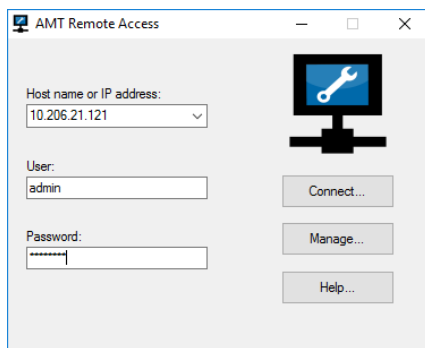 AMT Remote Access
Host name or IP address:
10.206.21.121
User:
admin
Password:
********
Connect...
Manage...
Help...